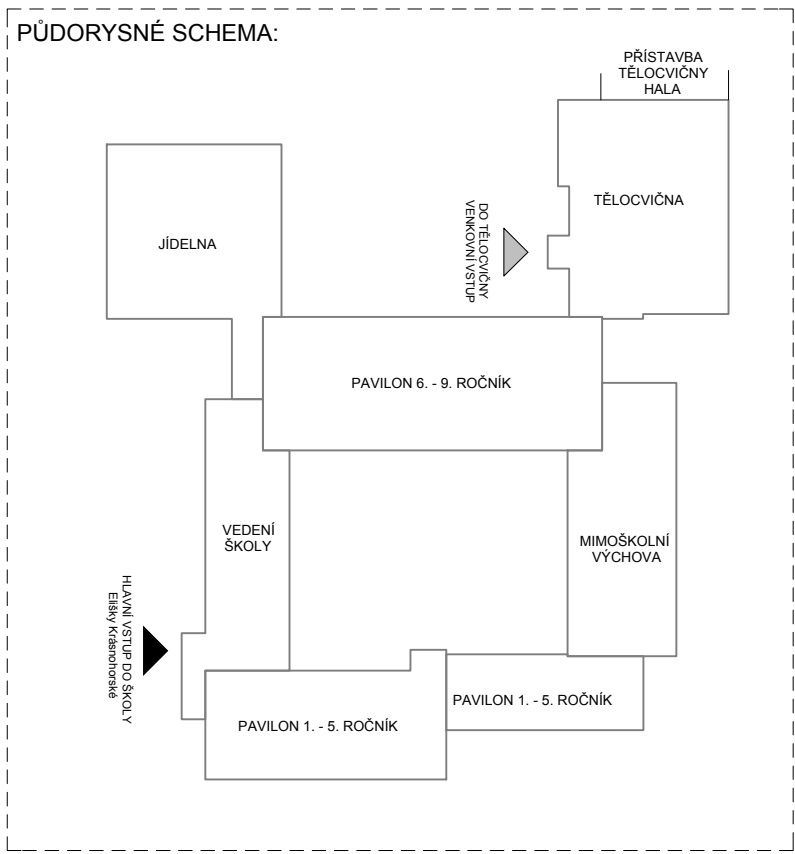 PŮDORYSNÉ SCHEMA:
PŘÍSTAVBA
TĚLOCVIČNY
HALA
TĚLOCVIČNA
JÍDELNA
DO TĚLOCVIČNY
VENKOVNÍ VSTUP
PAVILON 6. - 9. ROČNÍK
VEDENÍ
ŠKOLY
MIMOŠKOLNÍ
VÝCHOVA
HLAVNÍ VSTUP DO ŠKOLY
Elišky Krásnohorské
PAVILON 1. - 5. ROČNÍK
PAVILON 1. - 5. ROČNÍK